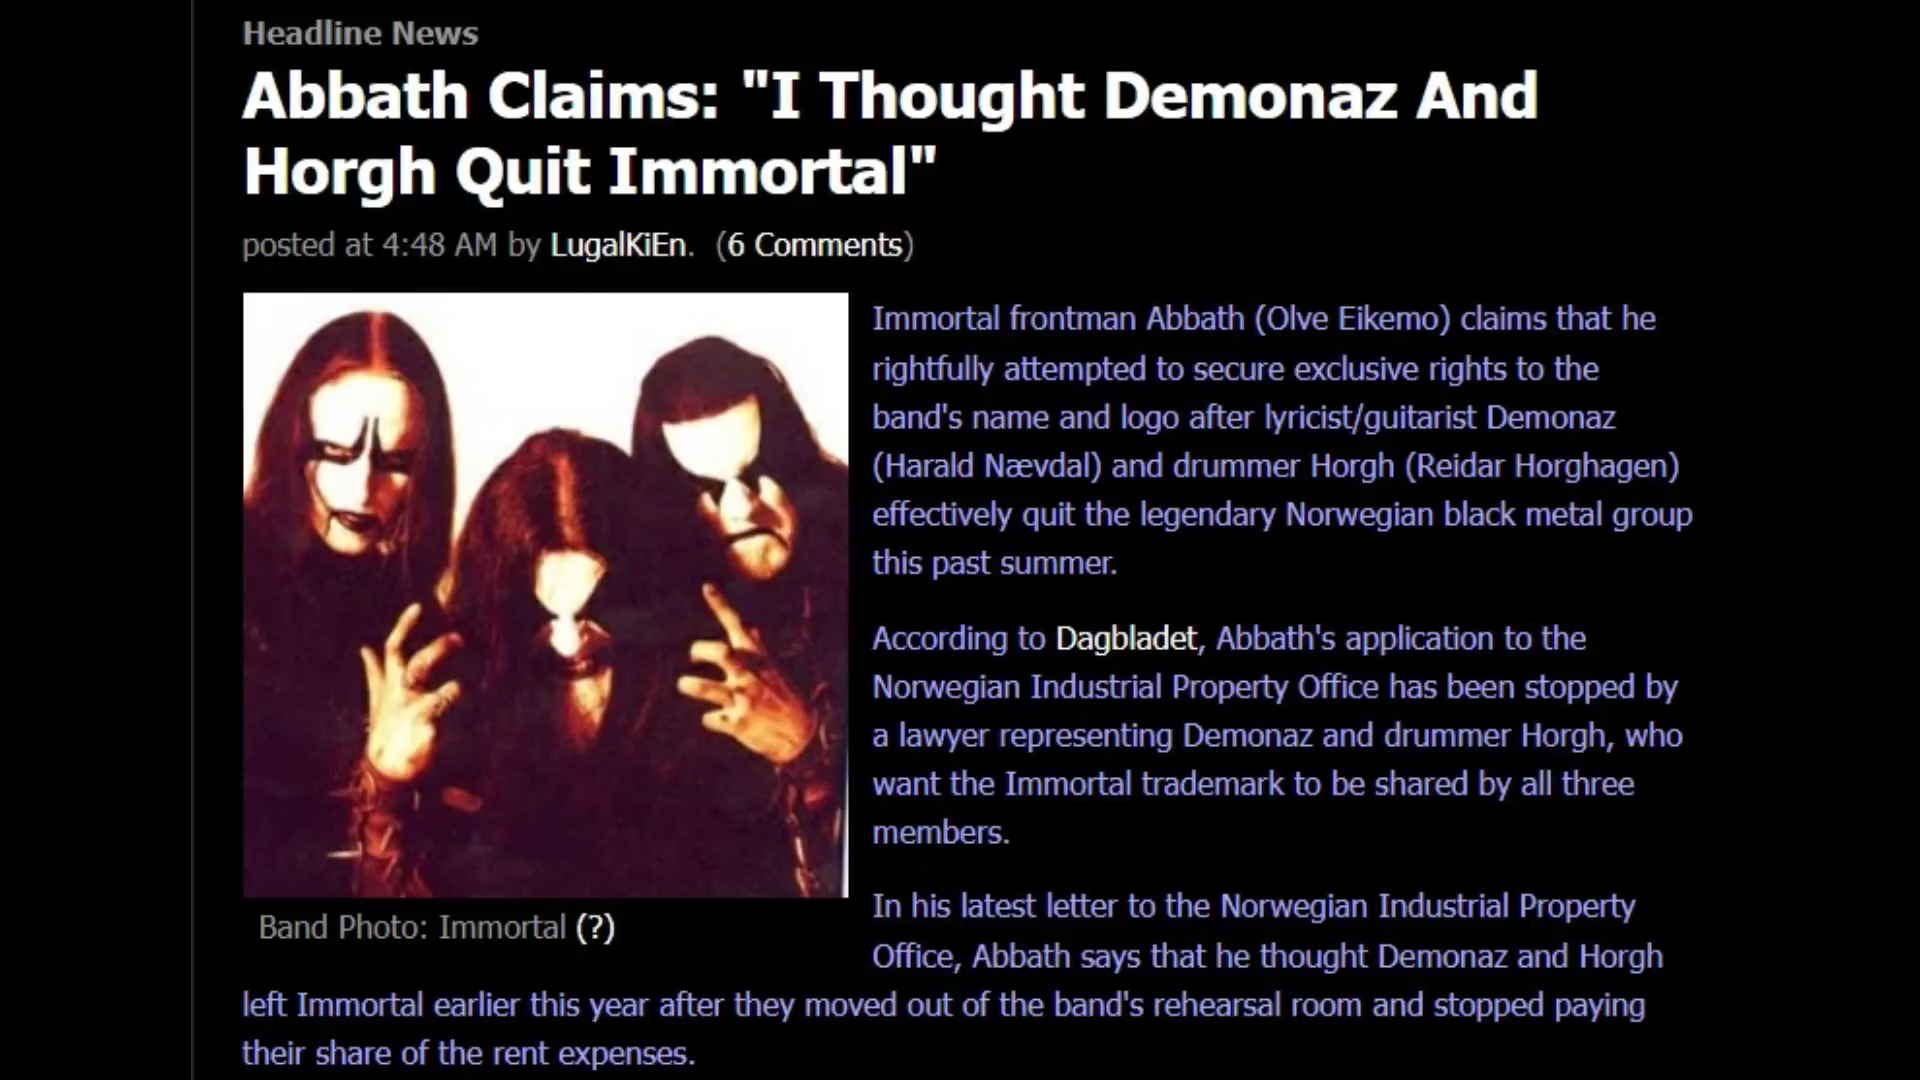 Headline News
Abbath Claims: "I Thought Demonaz And
Horgh Quit Immortal"
posted at 4:48 AM by LugalKiEn. (6 Comments)
Immortal frontman Abbath (Olve Eikemo) claims that he
rightfully attempted to secure exclusive rights to the
band's name and logo after lyricist/guitarist Demonaz
(Harald Nævdal) and drummer Horgh (Reidar Horghagen)
effectively quit the legendary Norwegian black metal group
this past summer.
According to Dagbladet, Abbath's application to the
Norwegian Industrial Property Office has been stopped by
a lawyer representing Demonaz and drummer Horgh, who
want the Immortal trademark to be shared by all three
members.
Band Photo: Immortal (?)
In his latest letter to the Norwegian Industrial Property
Office, Abbath says that he thought Demonaz and Horgh
left Immortal earlier this year after they moved out of the band's rehearsal room and stopped paying
their share of the rent expenses.